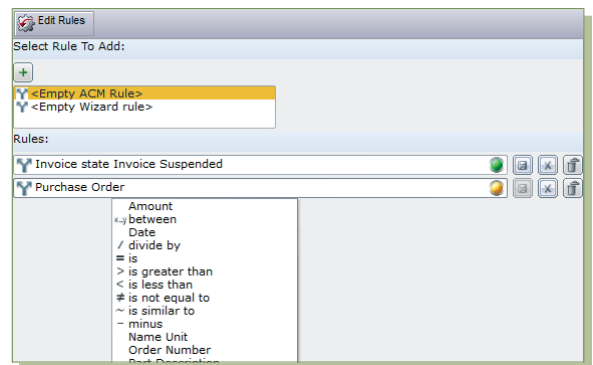 Edit Rules
Select Rule To Add:
+
<Empty ACM Rule>
<Empty Wizard rule>
Rules:
Invoice state Invoice Suspended
Purchase Order
Amount
x..y between
Date
/ divide by
= is
> is greater than
< is less than
≠ is not equal to
~ is similar to
− minus
Name Unit
Order Number
Part Description